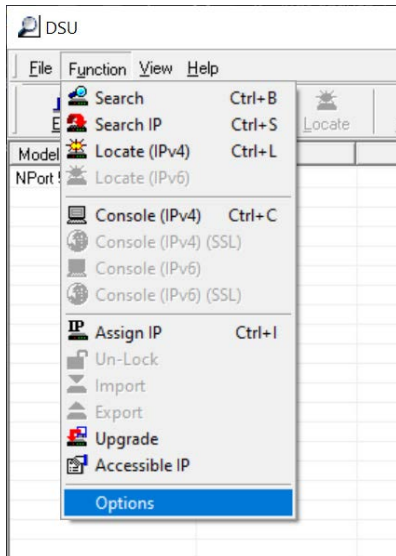 DSU
File Function View Help
Search Ctrl+B
Search IP Ctrl+S
Locate (IPv4) Ctrl+L
Locate (IPv6)
Console (IPv4) Ctrl+C
Console (IPv4) (SSL)
Console (IPv6)
Console (IPv6) (SSL)
Assign IP Ctrl+I
Un-Lock
Import
Export
Upgrade
Accessible IP
Options
Locate
Model
NPort